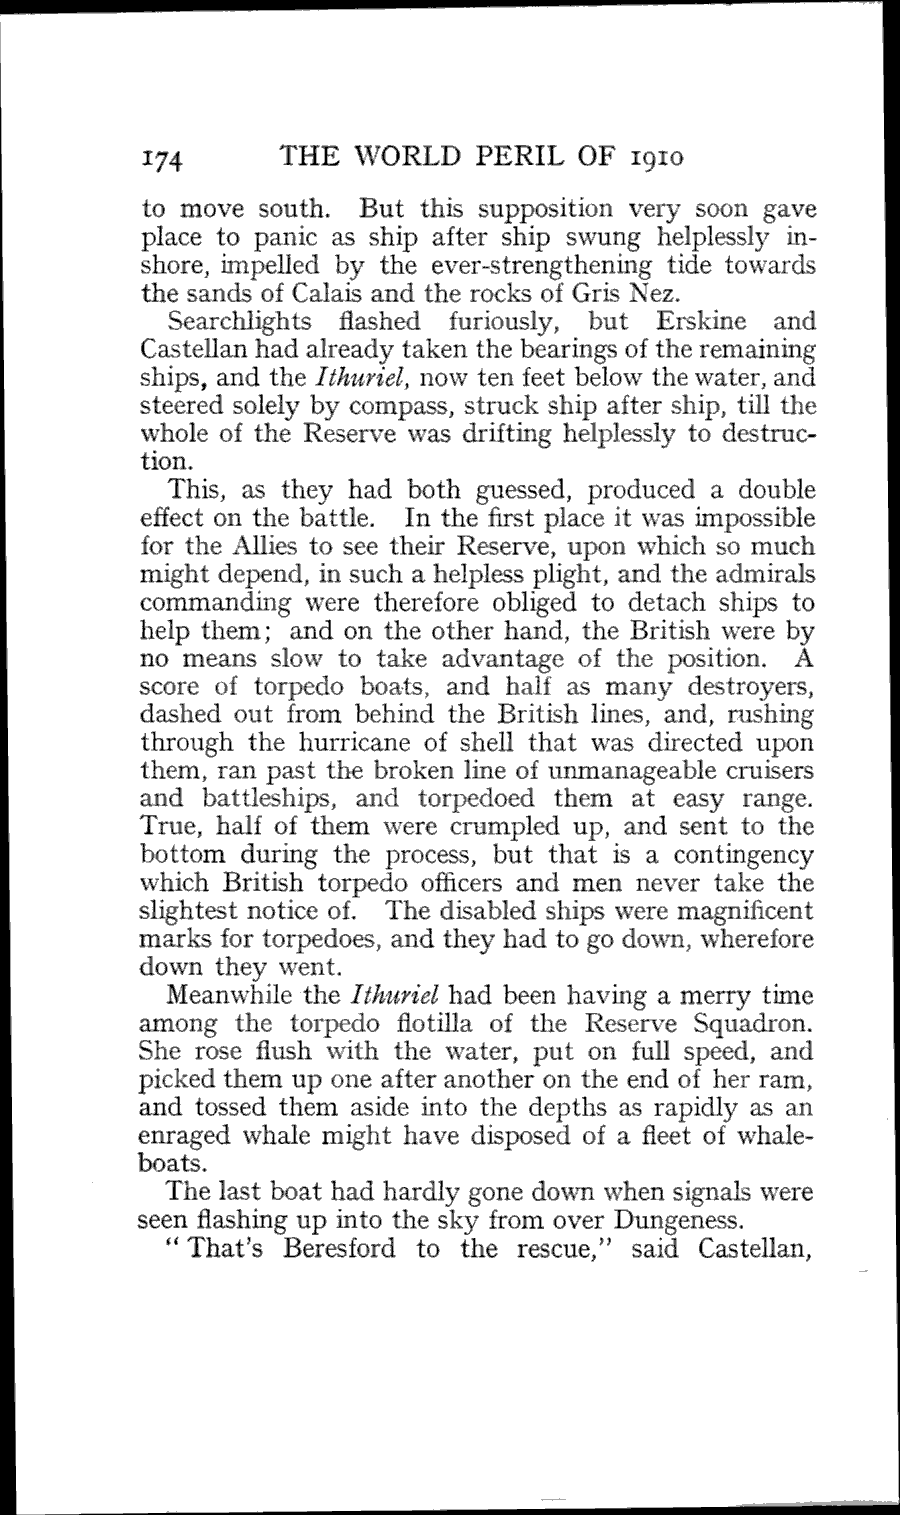 174 THE WORLD PERIL OF 1910
to move south. But this supposition very soon gave
place to panic as ship after ship swung helplessly in-
shore, impelled by the ever-strengthening tide towards
the sands of Calais and the rocks of Gris Nez.
Searchlights flashed furiously, but Erskine and
Castellan had already taken the bearings of the remaining
ships, and the Ithuriel, now ten feet below the water, and
steered solely by compass, struck ship after ship, till the
whole of the Reserve was drifting helplessly to destruc-
tion.
This, as they had both guessed, produced a double
effect on the battle. In the first place it was impossible
for the Allies to see their Reserve, upon which so much
might depend, in such a helpless plight, and the admirals
commanding were therefore obliged to detach ships to
help them; and on the other hand, the British were by
no means slow to take advantage of the position. A
score of torpedo boats, and half as many destroyers,
dashed out from behind the British lines, and, rushing
through the hurricane of shell that was directed upon
them, ran past the broken line of unmanageable cruisers
and battleships, and torpedoed them at easy range.
True, half of them were crumpled up, and sent to the
bottom during the process, but that is a contingency
which British torpedo officers and men never take the
slightest notice of. The disabled ships were magnificent
marks for torpedoes, and they had to go down, wherefore
down they went.
Meanwhile the Ithuriel had been having a merry time
among the torpedo flotilla of the Reserve Squadron.
She rose flush with the water, put on full speed, and
picked them up one after another on the end of her ram,
and tossed them aside into the depths as rapidly as an
enraged whale might have disposed of a fleet of whale-
boats.
The last boat had hardly gone down when signals were
seen flashing up into the sky from over Dungeness.
" That's Beresford to the rescue," said Castellan,